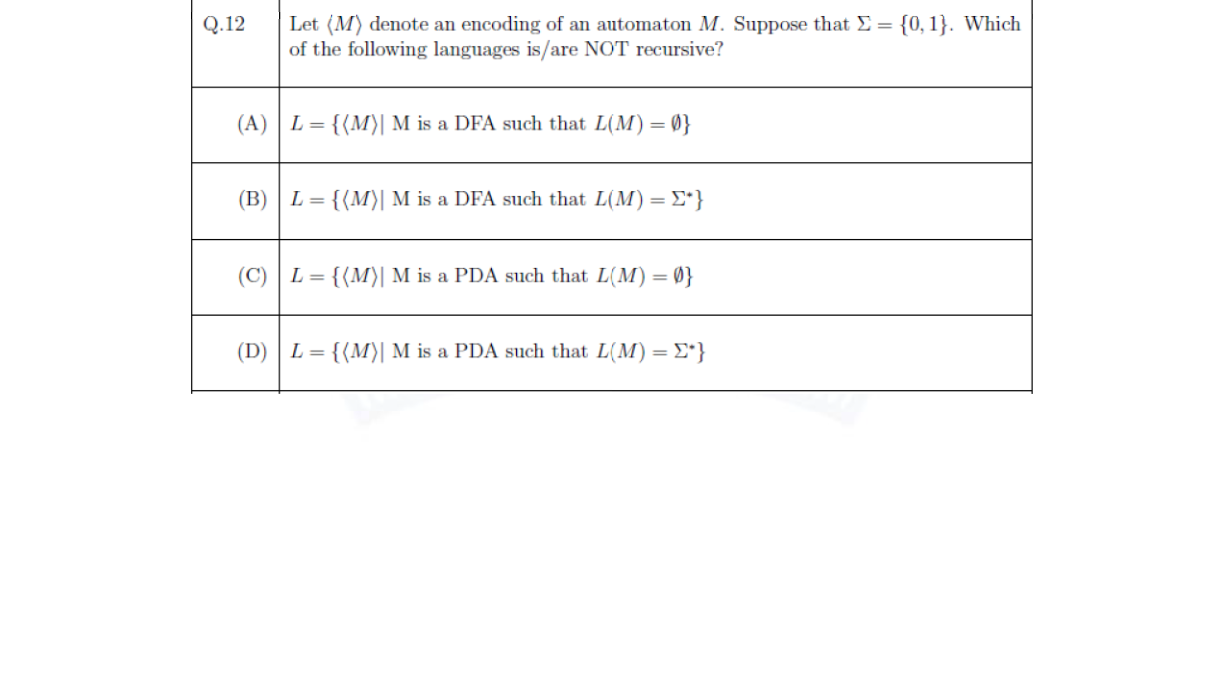 Q.12 Let ⟨M⟩ denote an encoding of an automaton M. Suppose that Σ = {0, 1}. Which
of the following languages is/are NOT recursive?
(A) L = {⟨M⟩| M is a DFA such that L(M) = ∅}
(B) L = {⟨M⟩| M is a DFA such that L(M) = Σ*}
(C) L = {⟨M⟩| M is a PDA such that L(M) = ∅}
(D) L = {⟨M⟩| M is a PDA such that L(M) = Σ*}